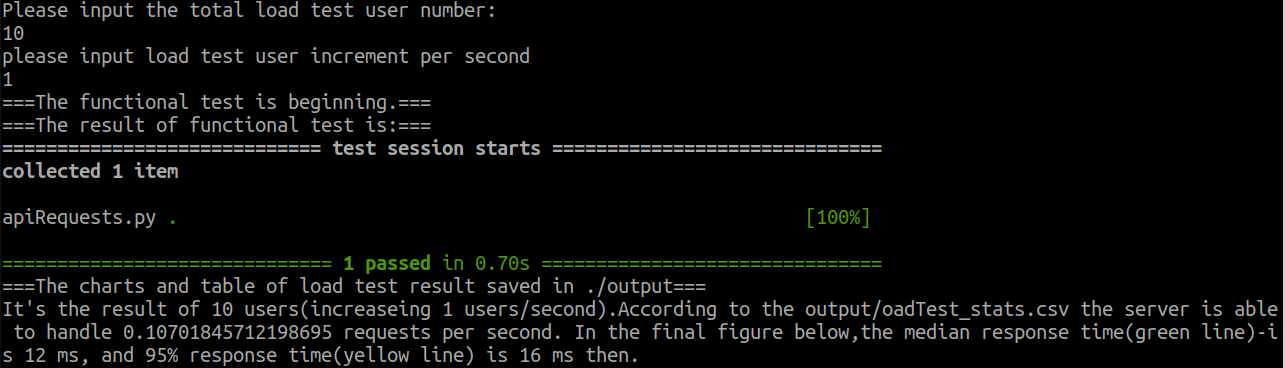 Please input the total load test user number:
10
please input load test user increment per second
1
===The functional test is beginning.===
===The result of functional test is:===
============================= test session starts ==============================
collected 1 item
apiRequests.py . [100%]
============================== 1 passed in 0.70s ===============================
===The charts and table of load test result saved in ./output===
It's the result of 10 users(increaseing 1 users/second).According to the output/oadTest_stats.csv the server is able
to handle 0.10701845712198695 requests per second. In the final figure below,the median response time(green line)-i
s 12 ms, and 95% response time(yellow line) is 16 ms then.